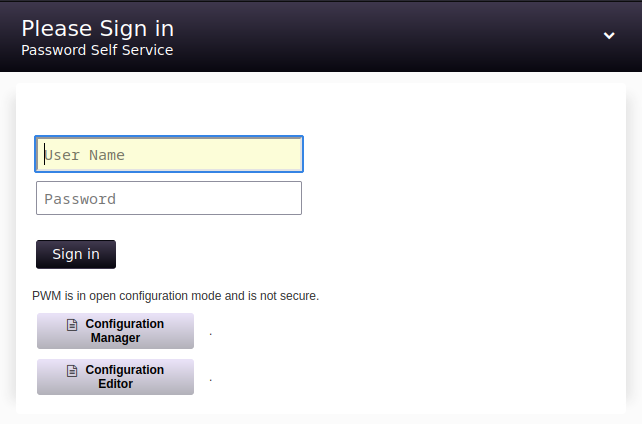 Please Sign in
Password Self Service
User Name
Password
Sign in
PWM is in open configuration mode and is not secure.
Configuration
Manager
.
Configuration
Editor
.